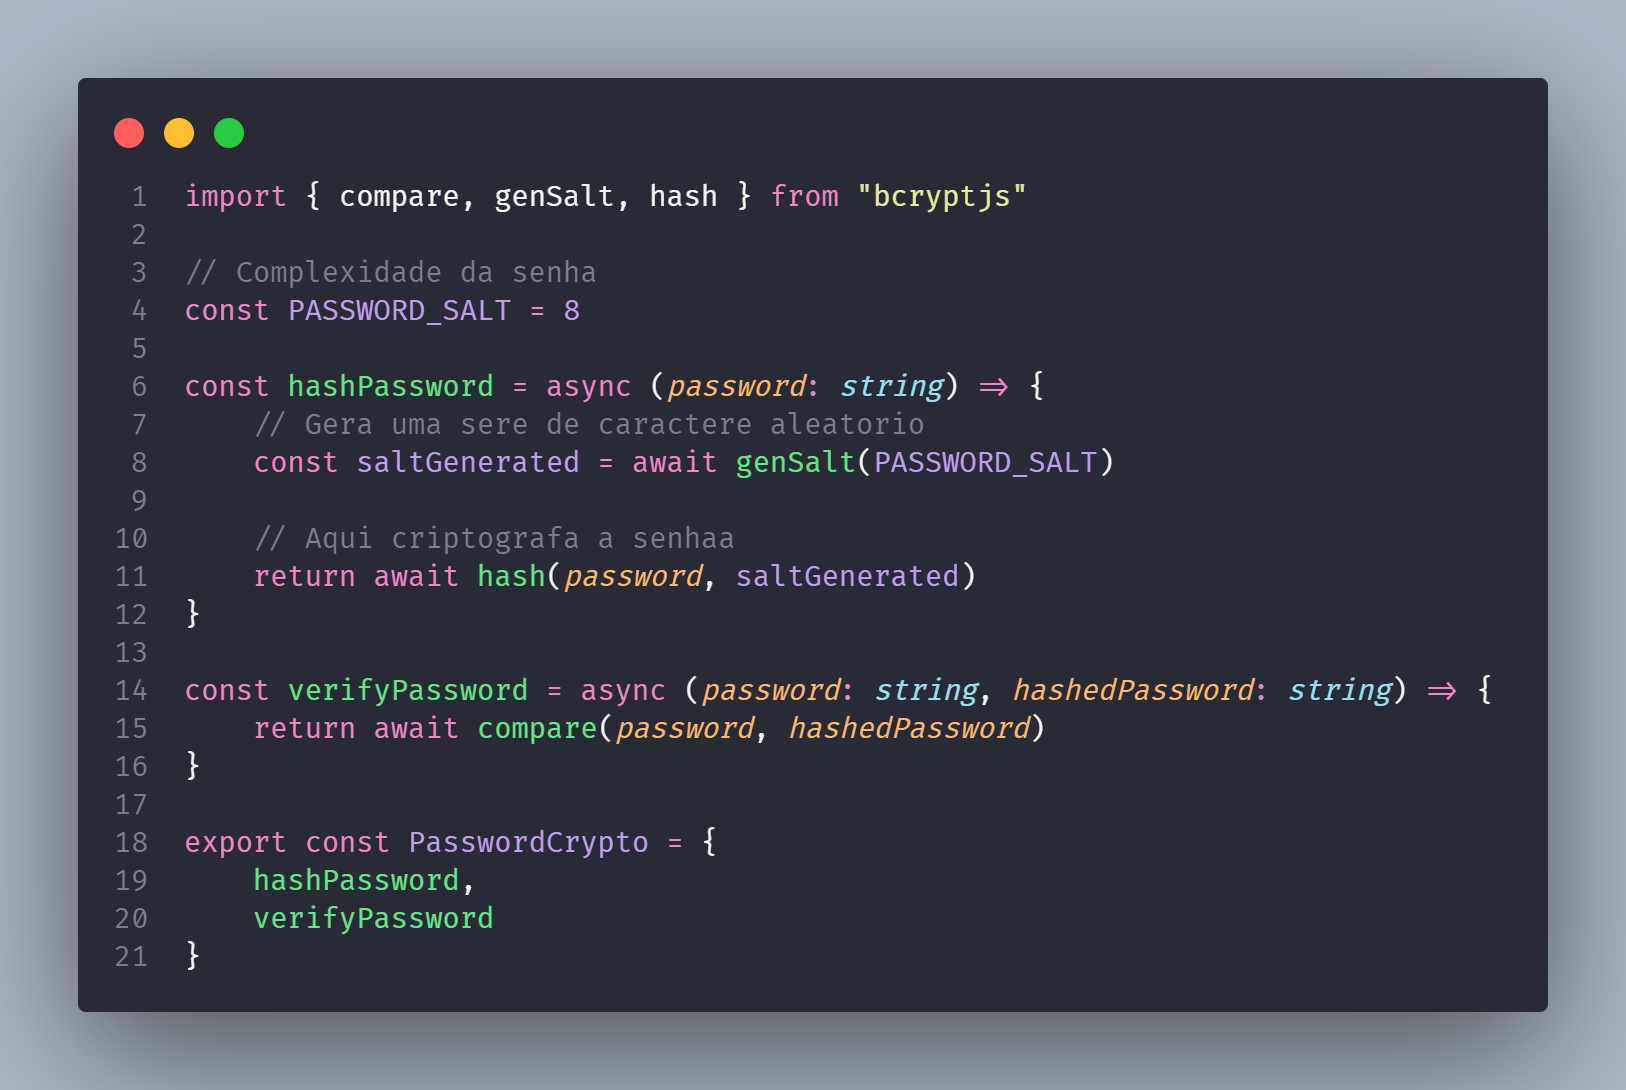 1 import { compare, genSalt, hash } from "bcryptjs"
2
3 // Complexidade da senha
4 const PASSWORD_SALT = 8
5
6 const hashPassword = async (password: string) => {
7     // Gera uma sere de caractere aleatorio
8     const saltGenerated = await genSalt(PASSWORD_SALT)
9
10     // Aqui criptografa a senhaa
11     return await hash(password, saltGenerated)
12 }
13
14 const verifyPassword = async (password: string, hashedPassword: string) => {
15     return await compare(password, hashedPassword)
16 }
17
18 export const PasswordCrypto = {
19     hashPassword,
20     verifyPassword
21 }